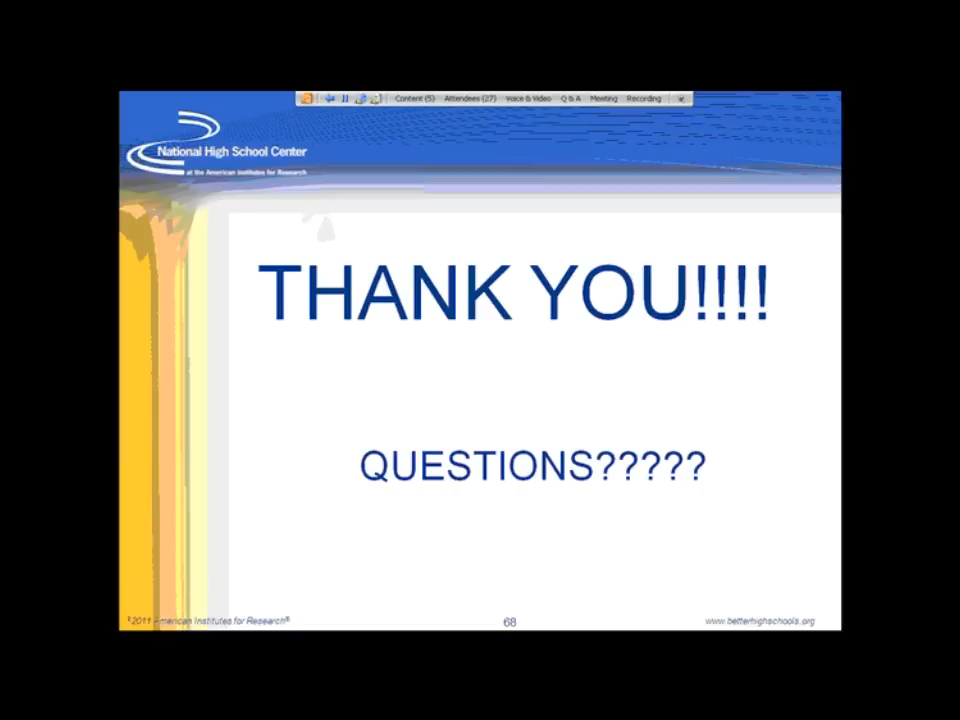 Content (5) Attendees (27) Voice & Video Q & A Meeting Recording
National High School Center
at the American Institutes for Research
THANK YOU!!!!
QUESTIONS?????
2011 American Institutes for Research®
68
www.betterhighschools.org